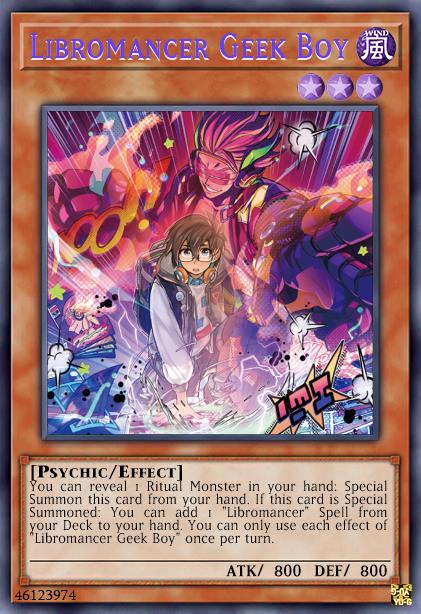 Libromancer Geek Boy
WIND
風
[Psychic/Effect]
You can reveal 1 Ritual Monster in your hand: Special
Summon this card from your hand. If this card is Special
Summoned: You can add 1 "Libromancer" Spell from
your Deck to your hand. You can only use each effect of
"Libromancer Geek Boy" once per turn.
ATK/ 800 DEF/ 800
46123974